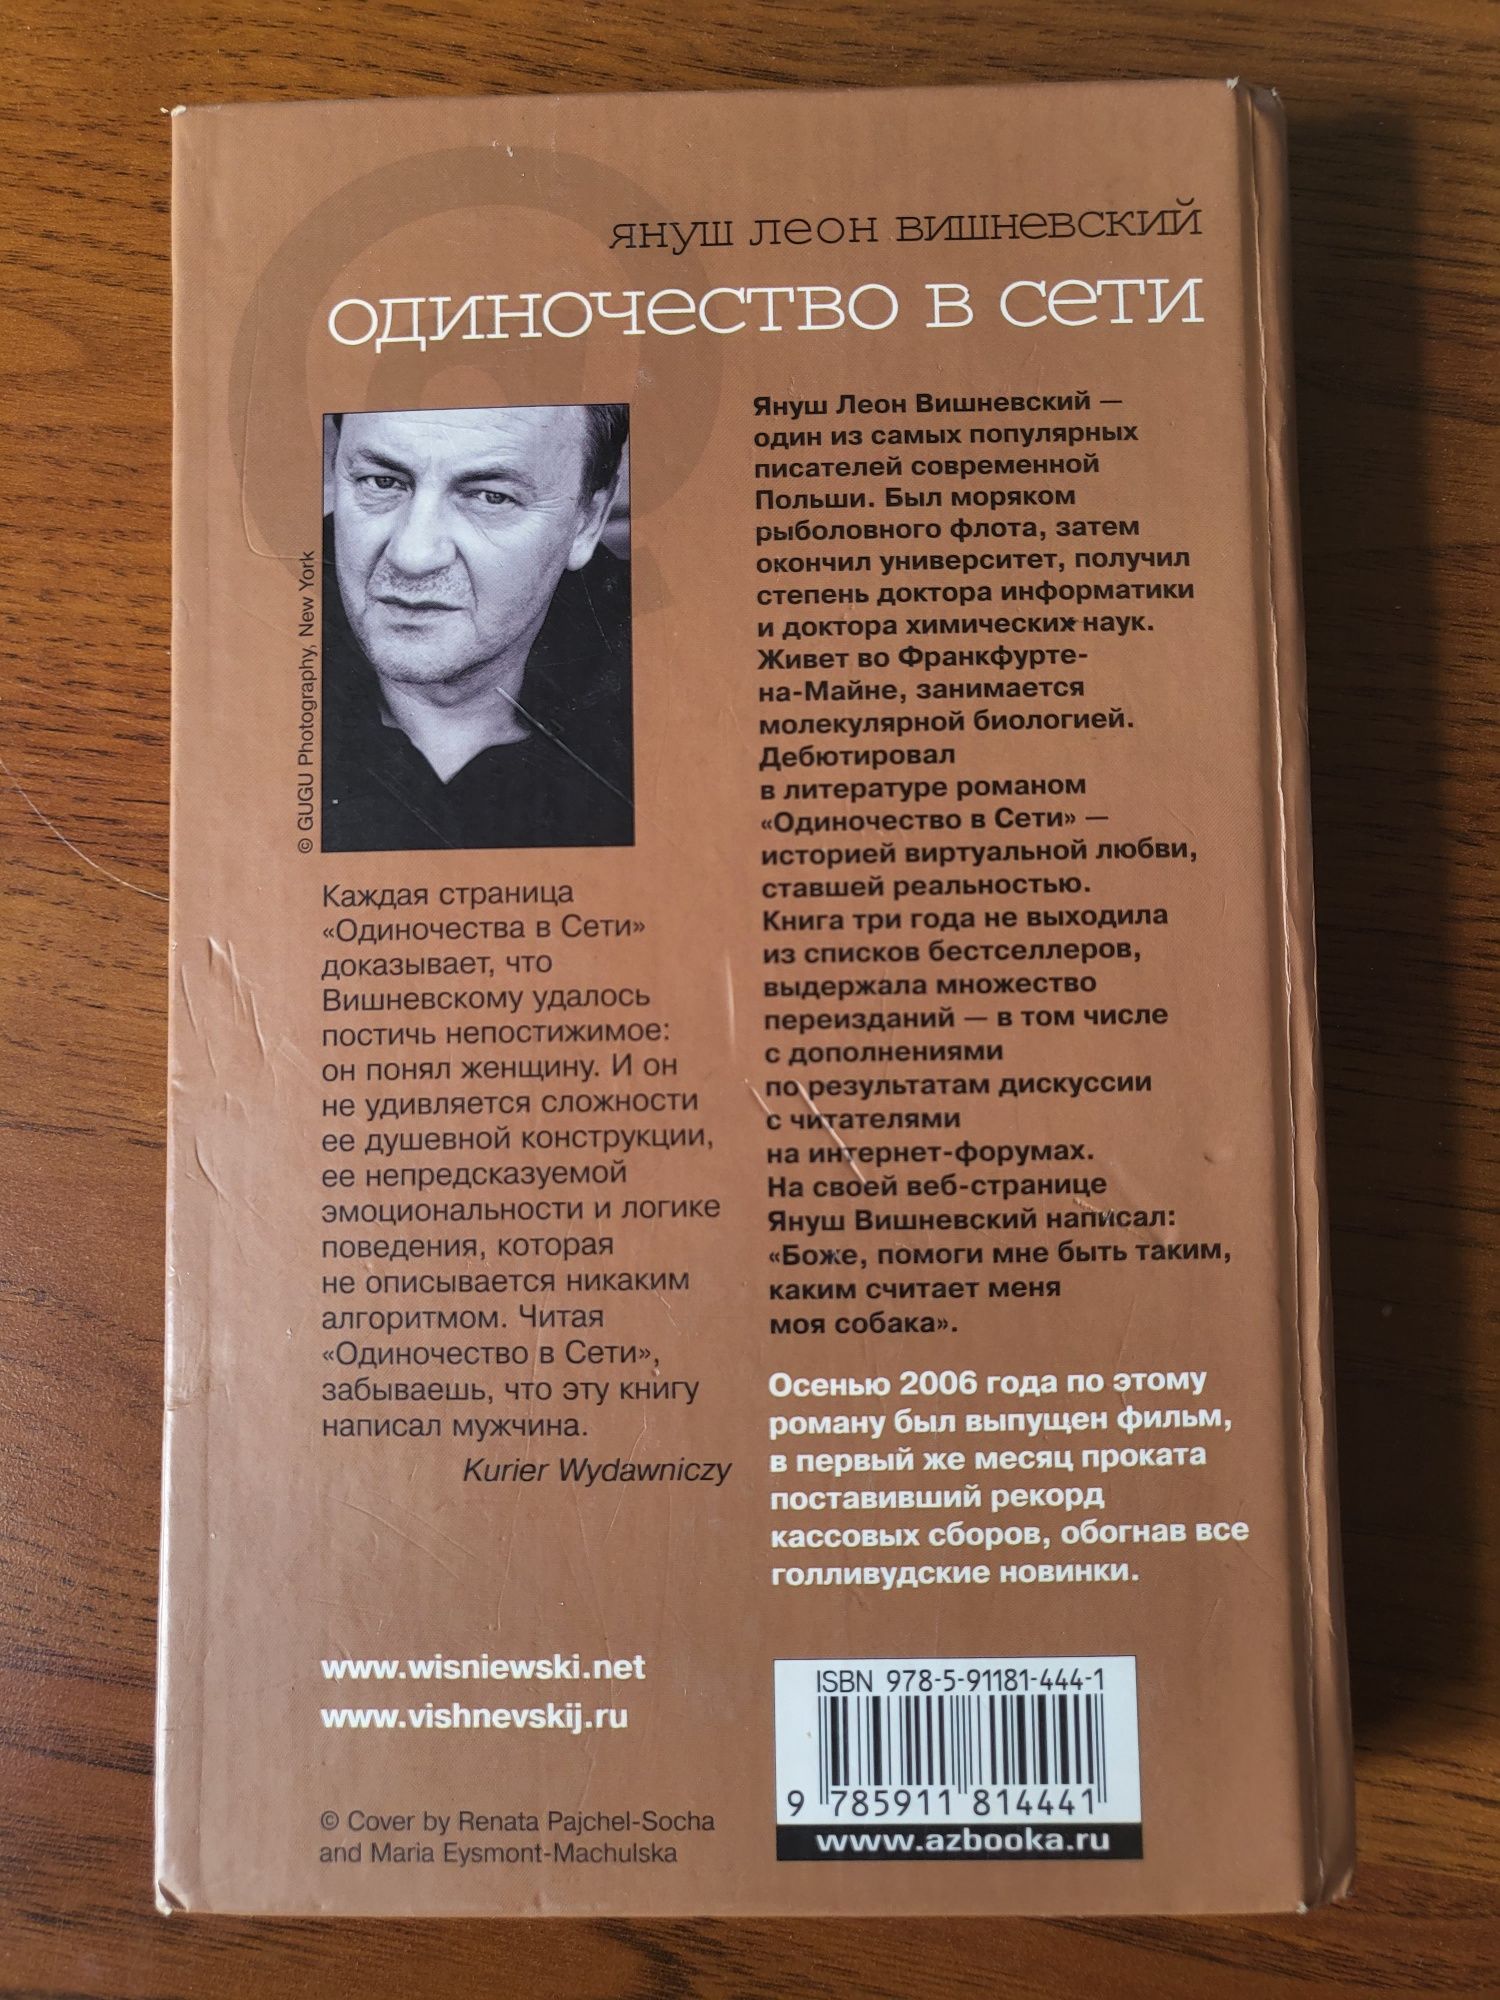 януш леон вишневский
одиночество в сети
© GUGU Photography, New York
Каждая страница
«Одиночества в Сети»
доказывает, что
Вишневскому удалось
постичь непостижимое:
он понял женщину. И он
не удивляется сложности
ее душевной конструкции,
ее непредсказуемой
эмоциональности и логике
поведения, которая
не описывается никаким
алгоритмом. Читая
«Одиночество в Сети»,
забываешь, что эту книгу
написал мужчина.
Kurier Wydawniczy
Януш Леон Вишневский —
один из самых популярных
писателей современной
Польши. Был моряком
рыболовного флота, затем
окончил университет, получил
степень доктора информатики
и доктора химических наук.
Живет во Франкфурте-
на-Майне, занимается
молекулярной биологией.
Дебютировал
в литературе романом
«Одиночество в Сети» —
историей виртуальной любви,
ставшей реальностью.
Книга три года не выходила
из списков бестселлеров,
выдержала множество
переизданий — в том числе
с дополнениями
по результатам дискуссии
с читателями
на интернет-форумах.
На своей веб-странице
Януш Вишневский написал:
«Боже, помоги мне быть таким,
каким считает меня
моя собака».
Осенью 2006 года по этому
роману был выпущен фильм,
в первый же месяц проката
поставивший рекорд
кассовых сборов, обогнав все
голливудские новинки.
www.wisniewski.net
www.vishnevskij.ru
© Cover by Renata Pajchel-Socha
and Maria Eysmont-Machulska
ISBN 978-5-91181-444-1
9 785911 814441
www.azbooka.ru